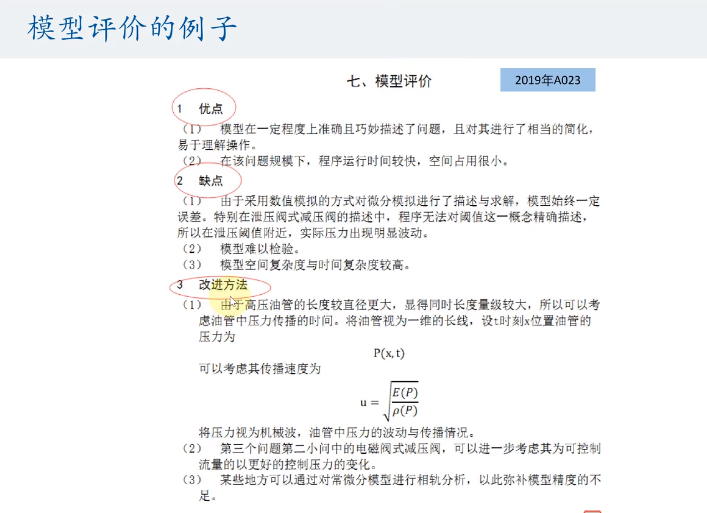 模型评价的例子
七、模型评价
2019年A023
1 优点
（1） 模型在一定程度上准确且巧妙描述了问题，且对其进行了相当的简化，
易于理解操作。
（2） 在该问题规模下，程序运行时间较快，空间占用很小。
2 缺点
（1） 由于采用数值模拟的方式对微分模拟进行了描述与求解，模型始终一定
误差。特别在泄压阀式减压阀的描述中，程序无法对阈值这一概念精确描述，
所以在泄压阈值附近，实际压力出现明显波动。
（2） 模型难以检验。
（3） 模型空间复杂度与时间复杂度较高。
3 改进方法
（1） 由于高压油管的长度较直径更大，显得同时长度量级较大，所以可以考
虑油管中压力传播的时间。将油管视为一维的长线，设t时刻x位置油管的
压力为
P(x, t)
可以考虑其传播速度为
u = √(E(P)/ρ(P))
将压力视为机械波，油管中压力的波动与传播情况。
（2） 第三个问题第二小问中的电磁阀式减压阀，可以进一步考虑其为可控制
流量的以更好的控制压力的变化。
（3） 某些地方可以通过对常微分模型进行相轨分析，以此弥补模型精度的不
足。